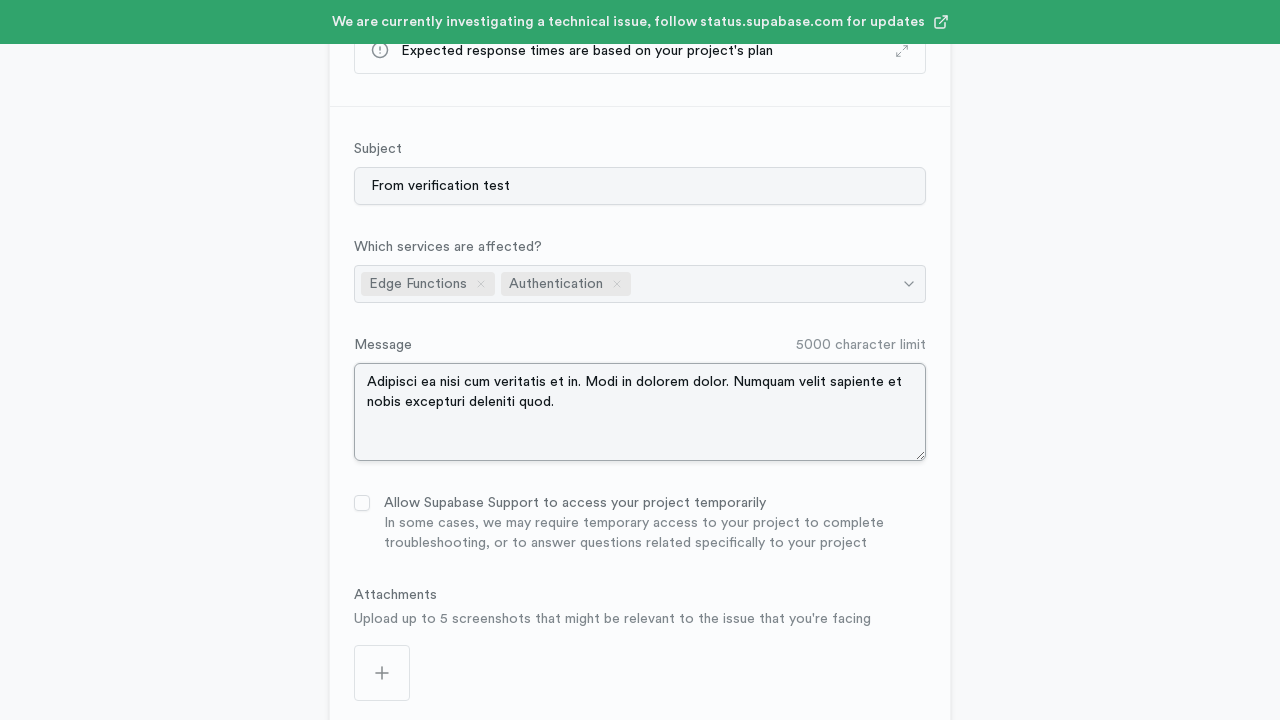 We are currently investigating a technical issue, follow status.supabase.com for updates
Expected response times are based on your project's plan
Subject
From verification test
Which services are affected?
Edge Functions
Authentication
Message
5000 character limit
Adipisci ea nisi cum veritatis et in. Modi in dolorem dolor. Numquam velit sapiente et
nobis excepturi deleniti quod.
Allow Supabase Support to access your project temporarily
In some cases, we may require temporary access to your project to complete
troubleshooting, or to answer questions related specifically to your project
Attachments
Upload up to 5 screenshots that might be relevant to the issue that you're facing